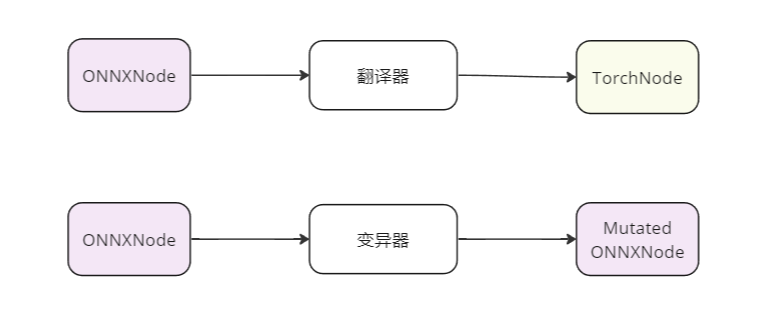 ONNXNode
翻译器
TorchNode
ONNXNode
变异器
Mutated
ONNXNode